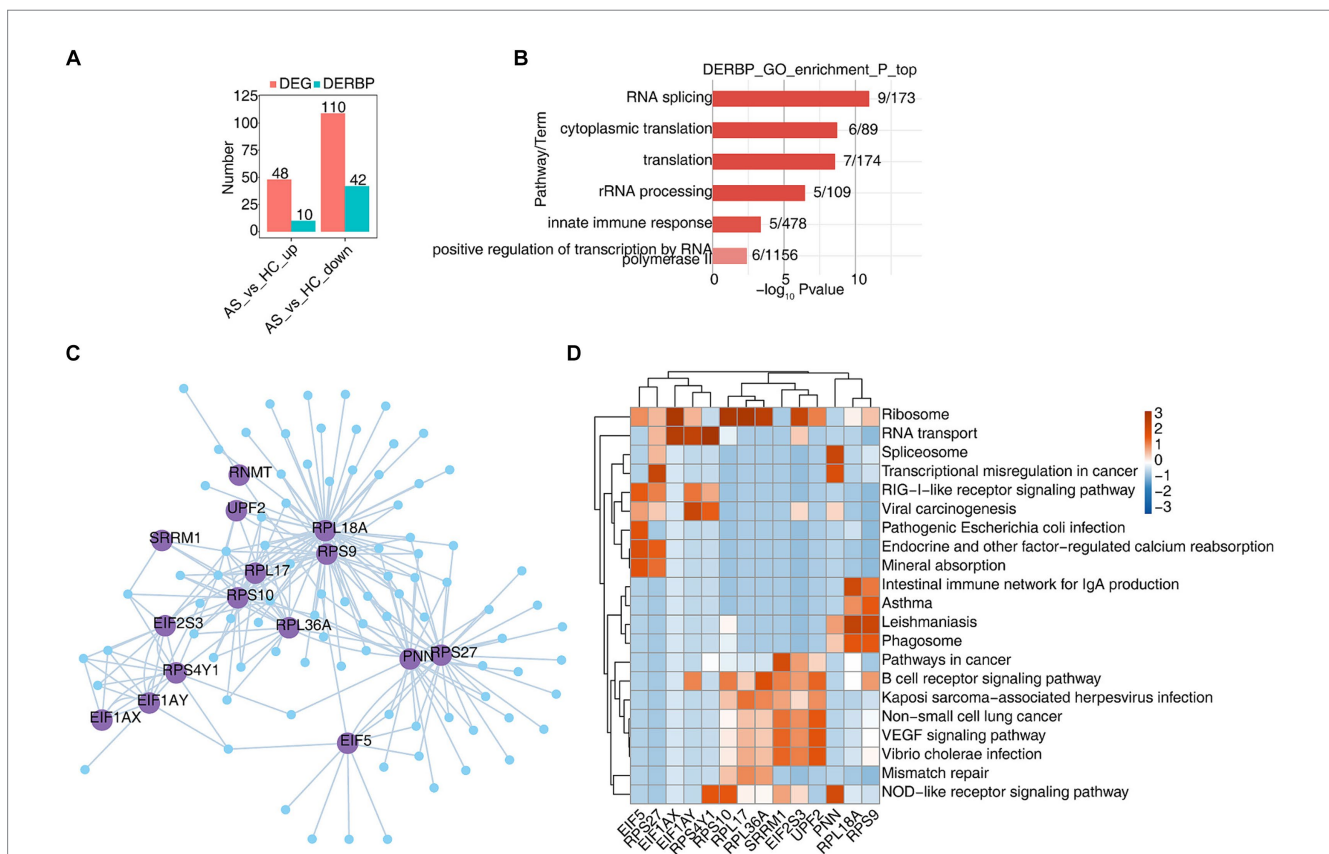 A
DEG DERBP
125
100
75
50
25
0
Number
48
10
110
42
AS_vs_HC_up
AS_vs_HC_down
B
DERBP_GO_enrichment_P_top
Pathway/Term
RNA splicing
9/173
cytoplasmic translation
6/89
translation
7/174
rRNA processing
5/109
innate immune response
5/478
positive regulation of transcription by RNA
polymerase II
6/1156
0 5 10
-log10 Pvalue
C
RNMT
UPF2
SRRM1
RPL18A
RPS9
RPL17
RPS10
EIF2S3
RPL36A
PNN
RPS27
RPS4Y1
EIF1AY
EIF1AX
EIF5
D
Ribosome
RNA transport
Spliceosome
Transcriptional misregulation in cancer
RIG-I-like receptor signaling pathway
Viral carcinogenesis
Pathogenic Escherichia coli infection
Endocrine and other factor-regulated calcium reabsorption
Mineral absorption
Intestinal immune network for IgA production
Asthma
Leishmaniasis
Phagosome
Pathways in cancer
B cell receptor signaling pathway
Kaposi sarcoma-associated herpesvirus infection
Non-small cell lung cancer
VEGF signaling pathway
Vibrio cholerae infection
Mismatch repair
NOD-like receptor signaling pathway
3
2
1
0
-1
-2
-3
EIF5
RPS27
EIF1AX
EIF1AY
RPS4Y1
RPS10
RPL17
RPL36A
SRRM1
EIF2S3
UPF2
PNN
RPL18A
RPS9